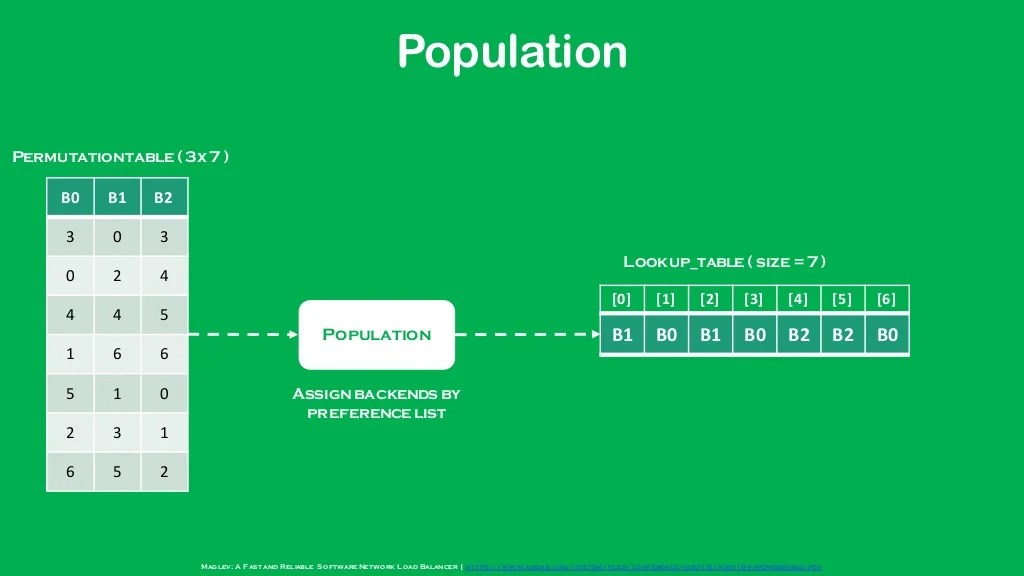 Population
PERMUTATIONTABLE ( 3X 7 )
B0 B1 B2
3 0 3
0 2 4
4 4 5
1 6 6
5 1 0
2 3 1
6 5 2
POPULATION
ASSIGN BACKENDS BY
PREFERENCE LIST
LOOKUP_TABLE ( SIZE = 7 )
[0] [1] [2] [3] [4] [5] [6]
B1 B0 B1 B0 B2 B2 B0
MAGLEV: A FAST AND RELIABLE SOFTWARE NETWORK LOAD BALANCER |